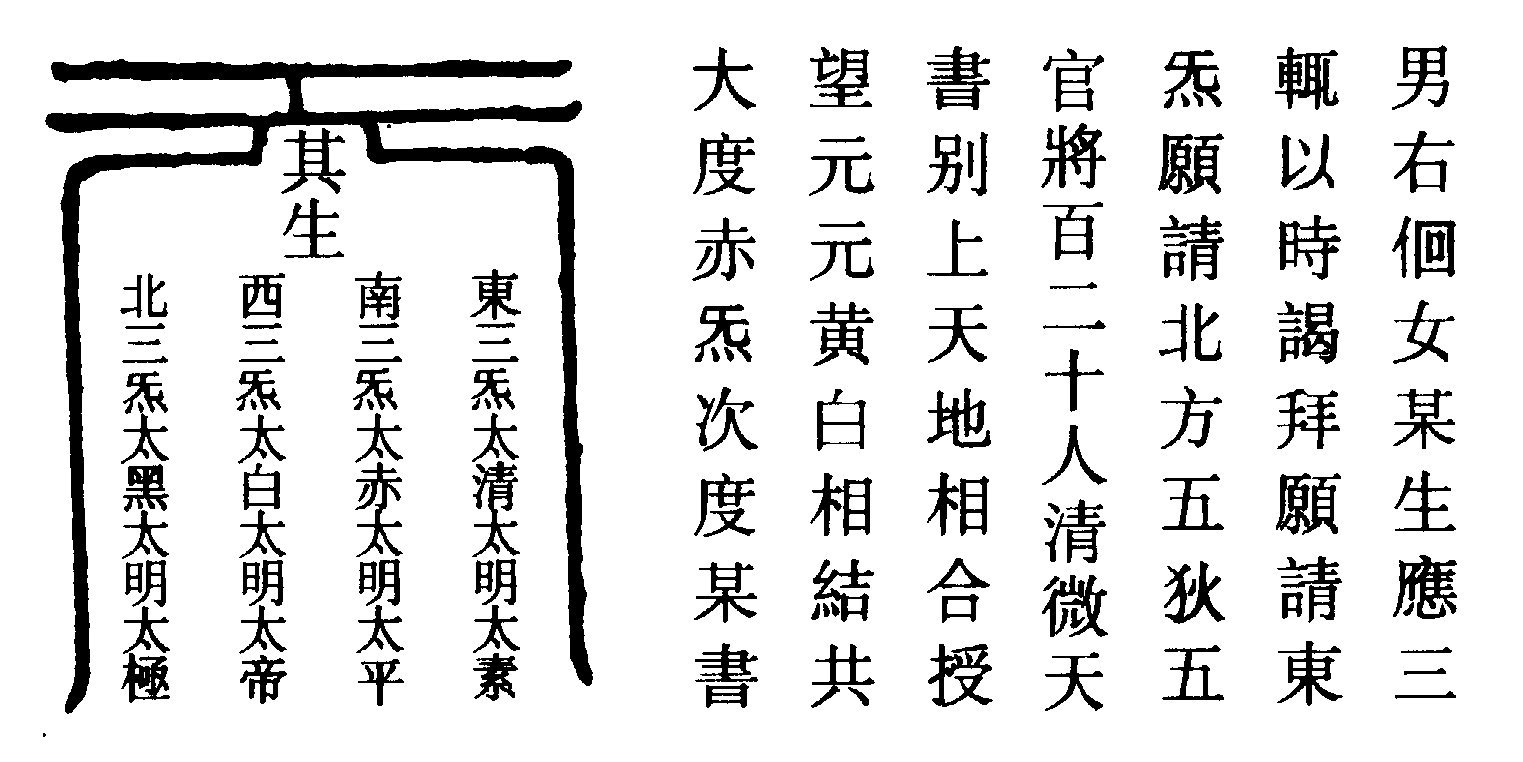 男右佪女某生應三
輒以時謁拜願請東
炁願請北方五狄五
官將百二十人清微天
書別上天地相合授
望元元黄白相結共
大度赤炁次度某書
其生
東三炁太清太明太素
南三炁太赤太明太平
西三炁太白太明太帝
北三炁太黑太明太極